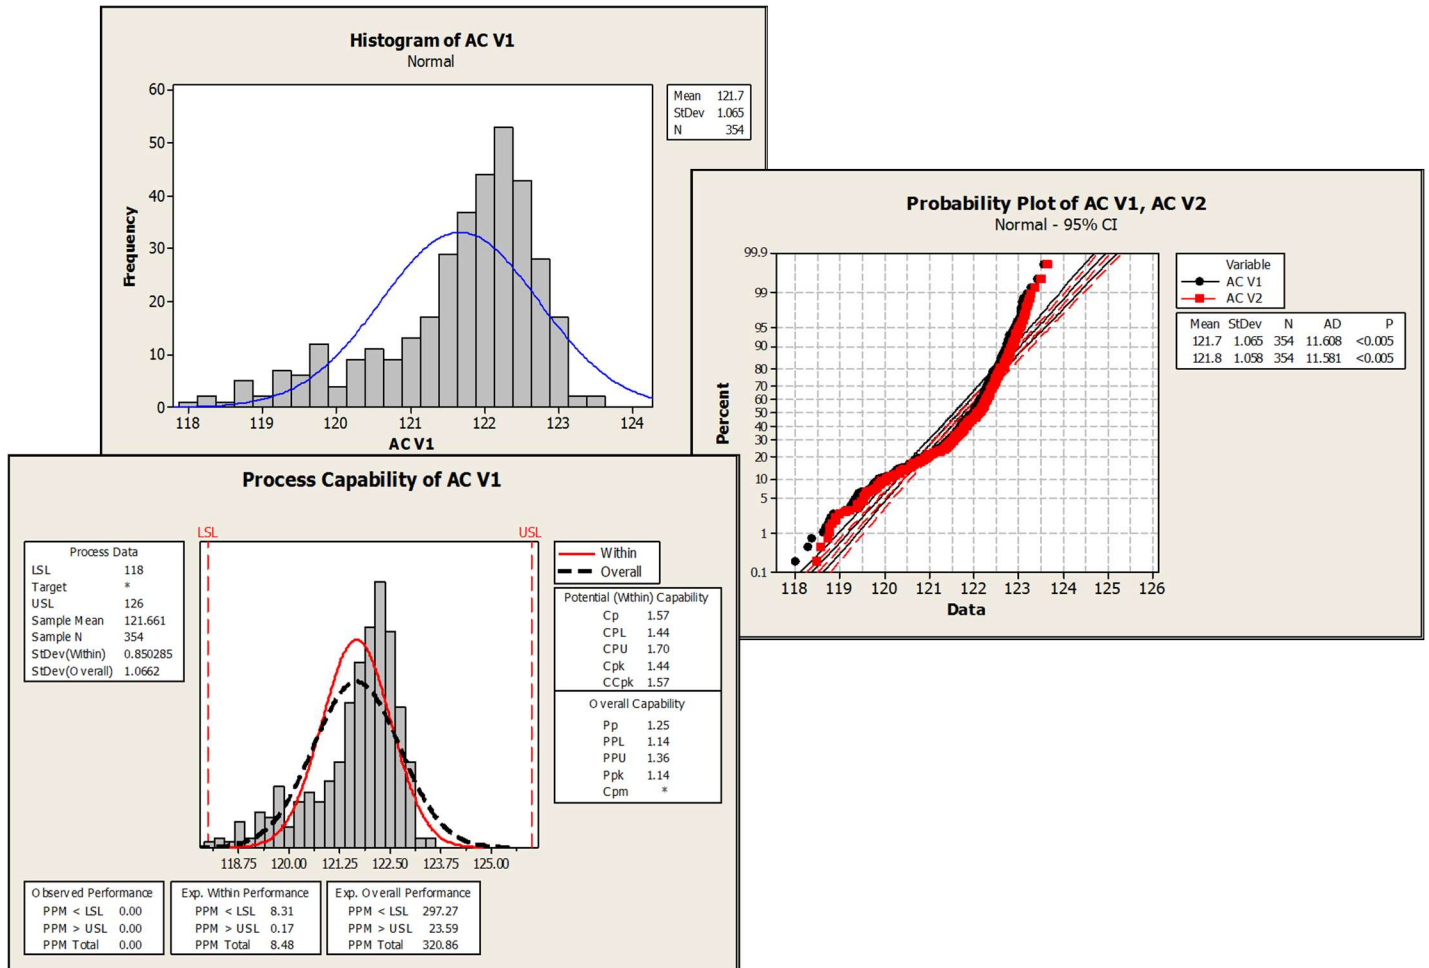 Histogram of AC V1
Normal
60
50
40
30
20
10
0
Frequency
118 119 120 121 122 123 124
AC V1
Mean 121.7
StDev 1.065
N 354
Probability Plot of AC V1, AC V2
Normal - 95% CI
99.9
99
95
90
80
70
60
50
40
30
20
10
5
1
0.1
Percent
118 119 120 121 122 123 124 125 126
Data
Variable
AC V1
AC V2
Mean StDev N AD P
121.7 1.065 354 11.608 <0.005
121.8 1.058 354 11.581 <0.005
Process Capability of AC V1
LSL USL
Process Data
LSL 118
Target *
USL 126
Sample Mean 121.661
Sample N 354
StDev(Within) 0.850285
StDev(Overall) 1.0662
118.75 120.00 121.25 122.50 123.75 125.00
Within
Overall
Potential (Within) Capability
Cp 1.57
CPL 1.44
CPU 1.70
Cpk 1.44
CCpk 1.57
Overall Capability
Pp 1.25
PPL 1.14
PPU 1.36
Ppk 1.14
Cpm *
Observed Performance
PPM < LSL 0.00
PPM > USL 0.00
PPM Total 0.00
Exp. Within Performance
PPM < LSL 8.31
PPM > USL 0.17
PPM Total 8.48
Exp. Overall Performance
PPM < LSL 297.27
PPM > USL 23.59
PPM Total 320.86